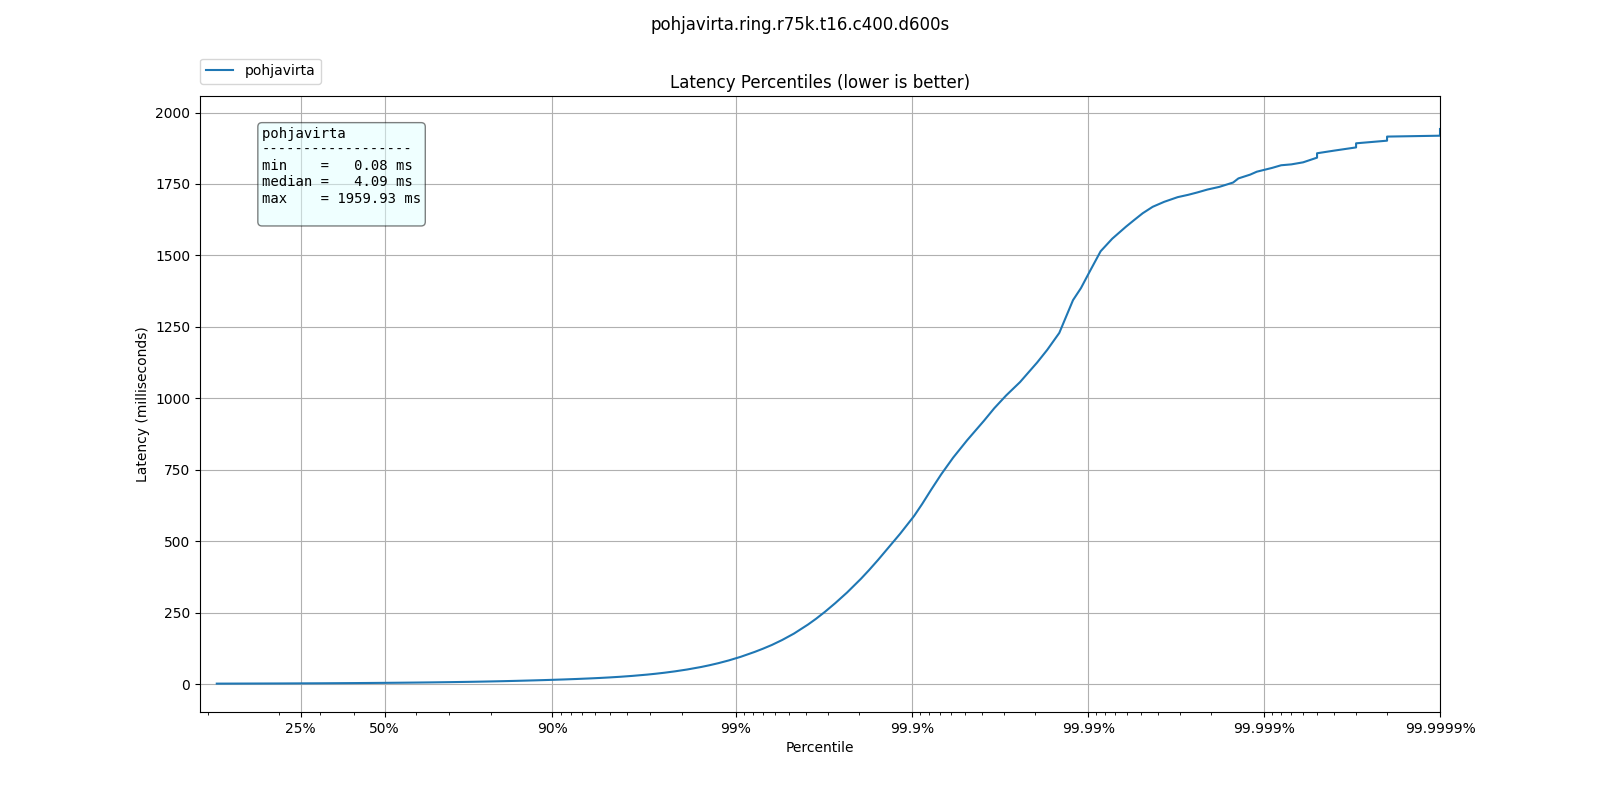 pohjavirta.ring.r75k.t16.c400.d600s
pohjavirta
Latency Percentiles (lower is better)
2000
1750
1500
1250
1000
750
500
250
0
Latency (milliseconds)
pohjavirta
------------------
min    =   0.08 ms
median =   4.09 ms
max    = 1959.93 ms
25% 50% 90% 99% 99.9% 99.99% 99.999% 99.9999%
Percentile